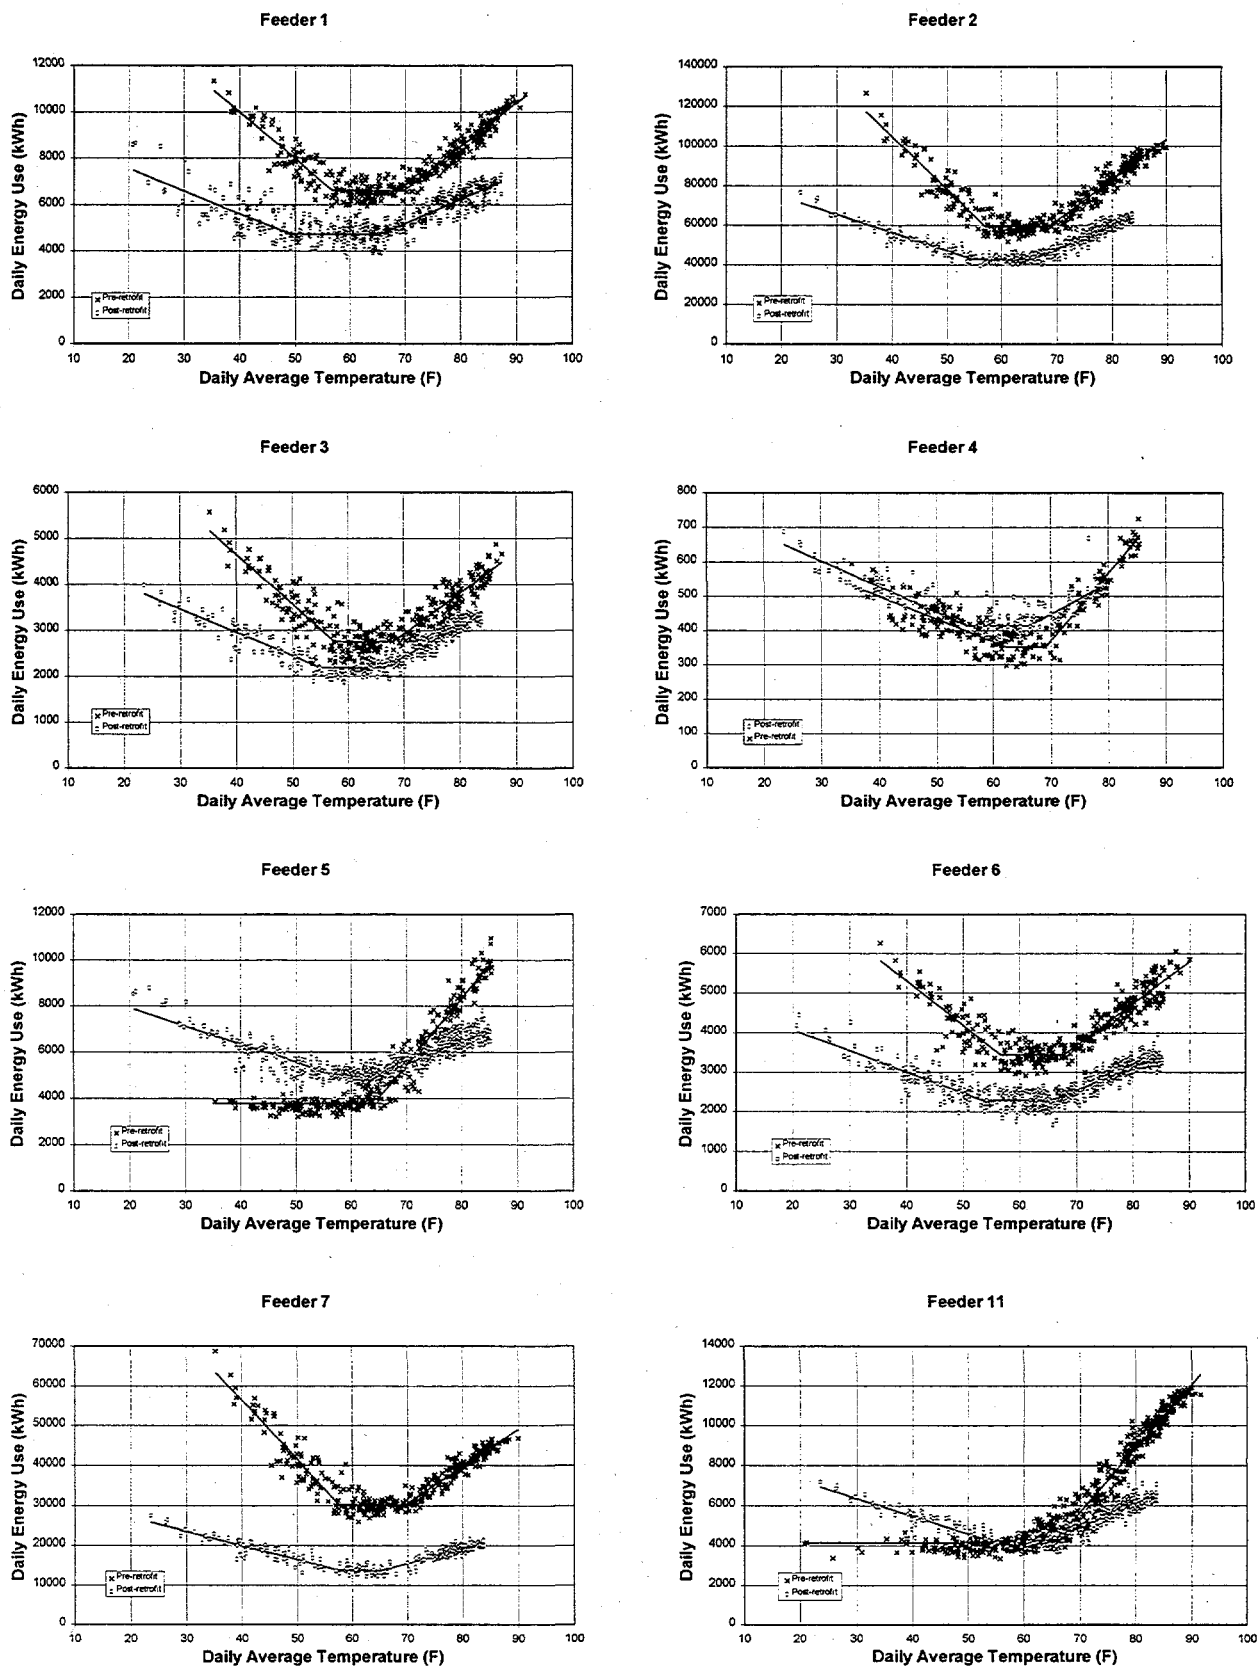 Feeder 1
12000
10000
8000
6000
4000
2000
0
Daily Energy Use (kWh)
Pre-retrofit
Post-retrofit
10 20 30 40 50 60 70 80 90 100
Daily Average Temperature (F)
Feeder 2
140000
120000
100000
80000
60000
40000
20000
0
Daily Energy Use (kWh)
Pre-retrofit
Post-retrofit
10 20 30 40 50 60 70 80 90 100
Daily Average Temperature (F)
Feeder 3
6000
5000
4000
3000
2000
1000
0
Daily Energy Use (kWh)
Pre-retrofit
Post-retrofit
10 20 30 40 50 60 70 80 90 100
Daily Average Temperature (F)
Feeder 4
800
700
600
500
400
300
200
100
0
Daily Energy Use (kWh)
Post-retrofit
Pre-retrofit
10 20 30 40 50 60 70 80 90 100
Daily Average Temperature (F)
Feeder 5
12000
10000
8000
6000
4000
2000
0
Daily Energy Use (kWh)
Pre-retrofit
Post-retrofit
10 20 30 40 50 60 70 80 90 100
Daily Average Temperature (F)
Feeder 6
7000
6000
5000
4000
3000
2000
1000
0
Daily Energy Use (kWh)
Pre-retrofit
Post-retrofit
10 20 30 40 50 60 70 80 90 100
Daily Average Temperature (F)
Feeder 7
70000
60000
50000
40000
30000
20000
10000
0
Daily Energy Use (kWh)
Pre-retrofit
Post-retrofit
10 20 30 40 50 60 70 80 90 100
Daily Average Temperature (F)
Feeder 11
14000
12000
10000
8000
6000
4000
2000
0
Daily Energy Use (kWh)
Pre-retrofit
Post-retrofit
10 20 30 40 50 60 70 80 90 100
Daily Average Temperature (F)